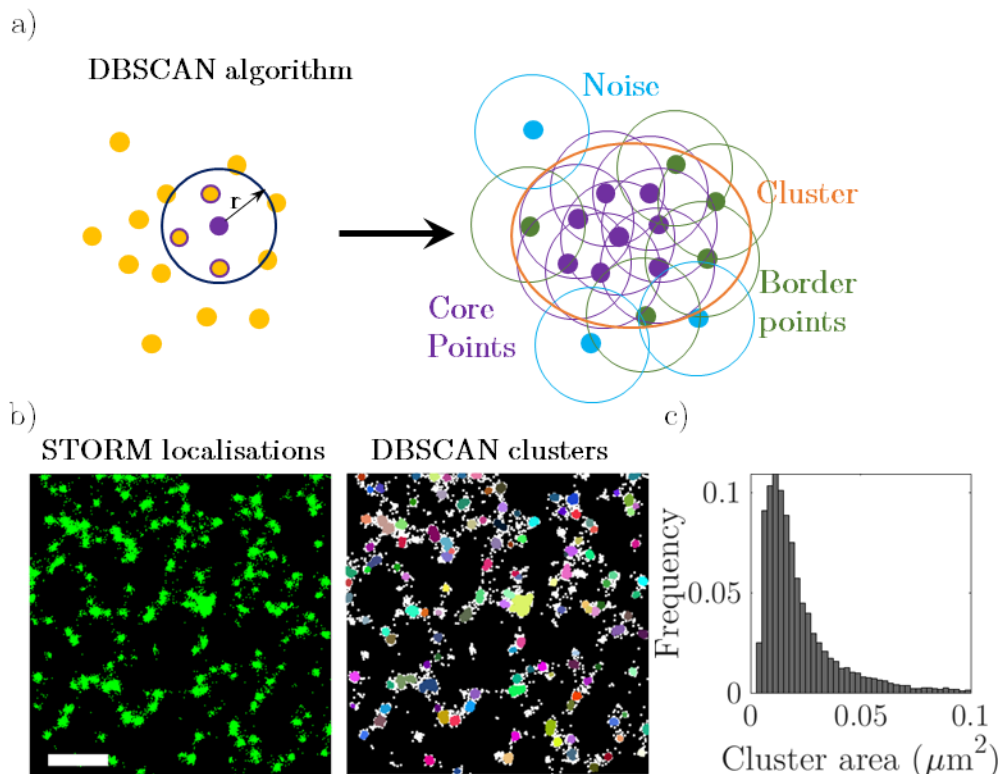 a)
DBSCAN algorithm
Noise
r
Cluster
Core
Points
Border
points
b)
STORM localisations
DBSCAN clusters
c)
0.1
0.05
0
Frequency
0
0.05
0.1
Cluster area (μm²)